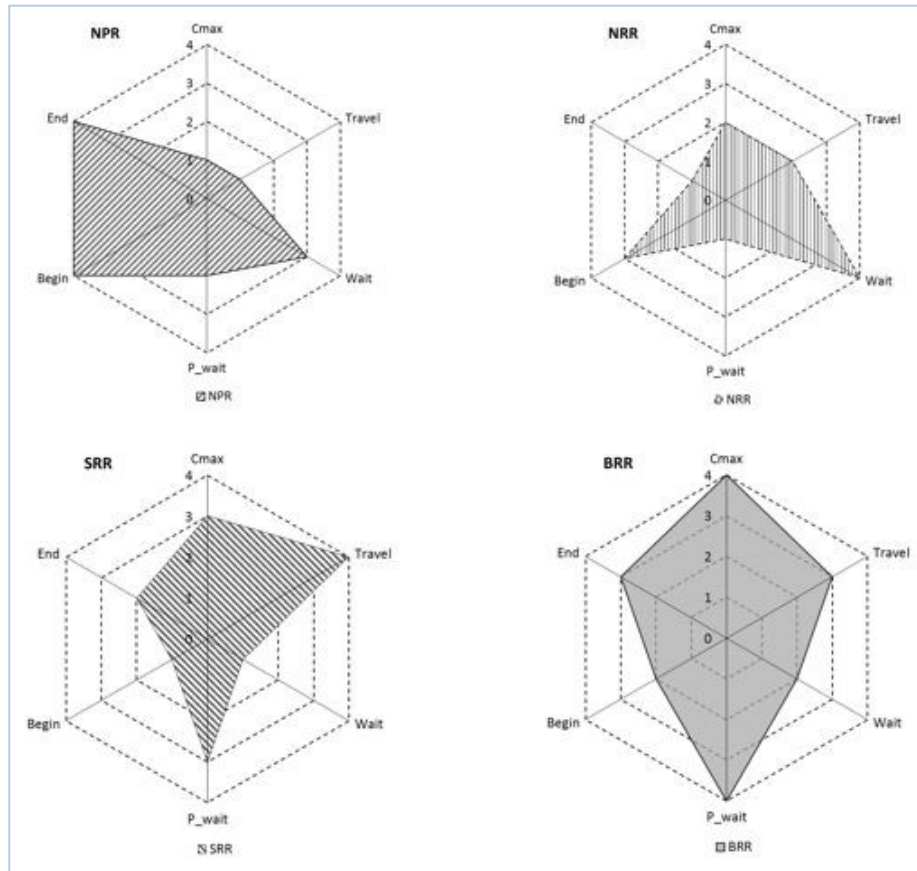 NPR
Cmax
4
3
2
1
0
End
Travel
Begin
Wait
P_wait
NPR
NRR
Cmax
4
3
2
1
0
End
Travel
Begin
Wait
P_wait
NRR
SRR
Cmax
4
3
2
1
0
End
Travel
Begin
Wait
P_wait
SRR
BRR
Cmax
4
3
2
1
0
End
Travel
Begin
Wait
P_wait
BRR